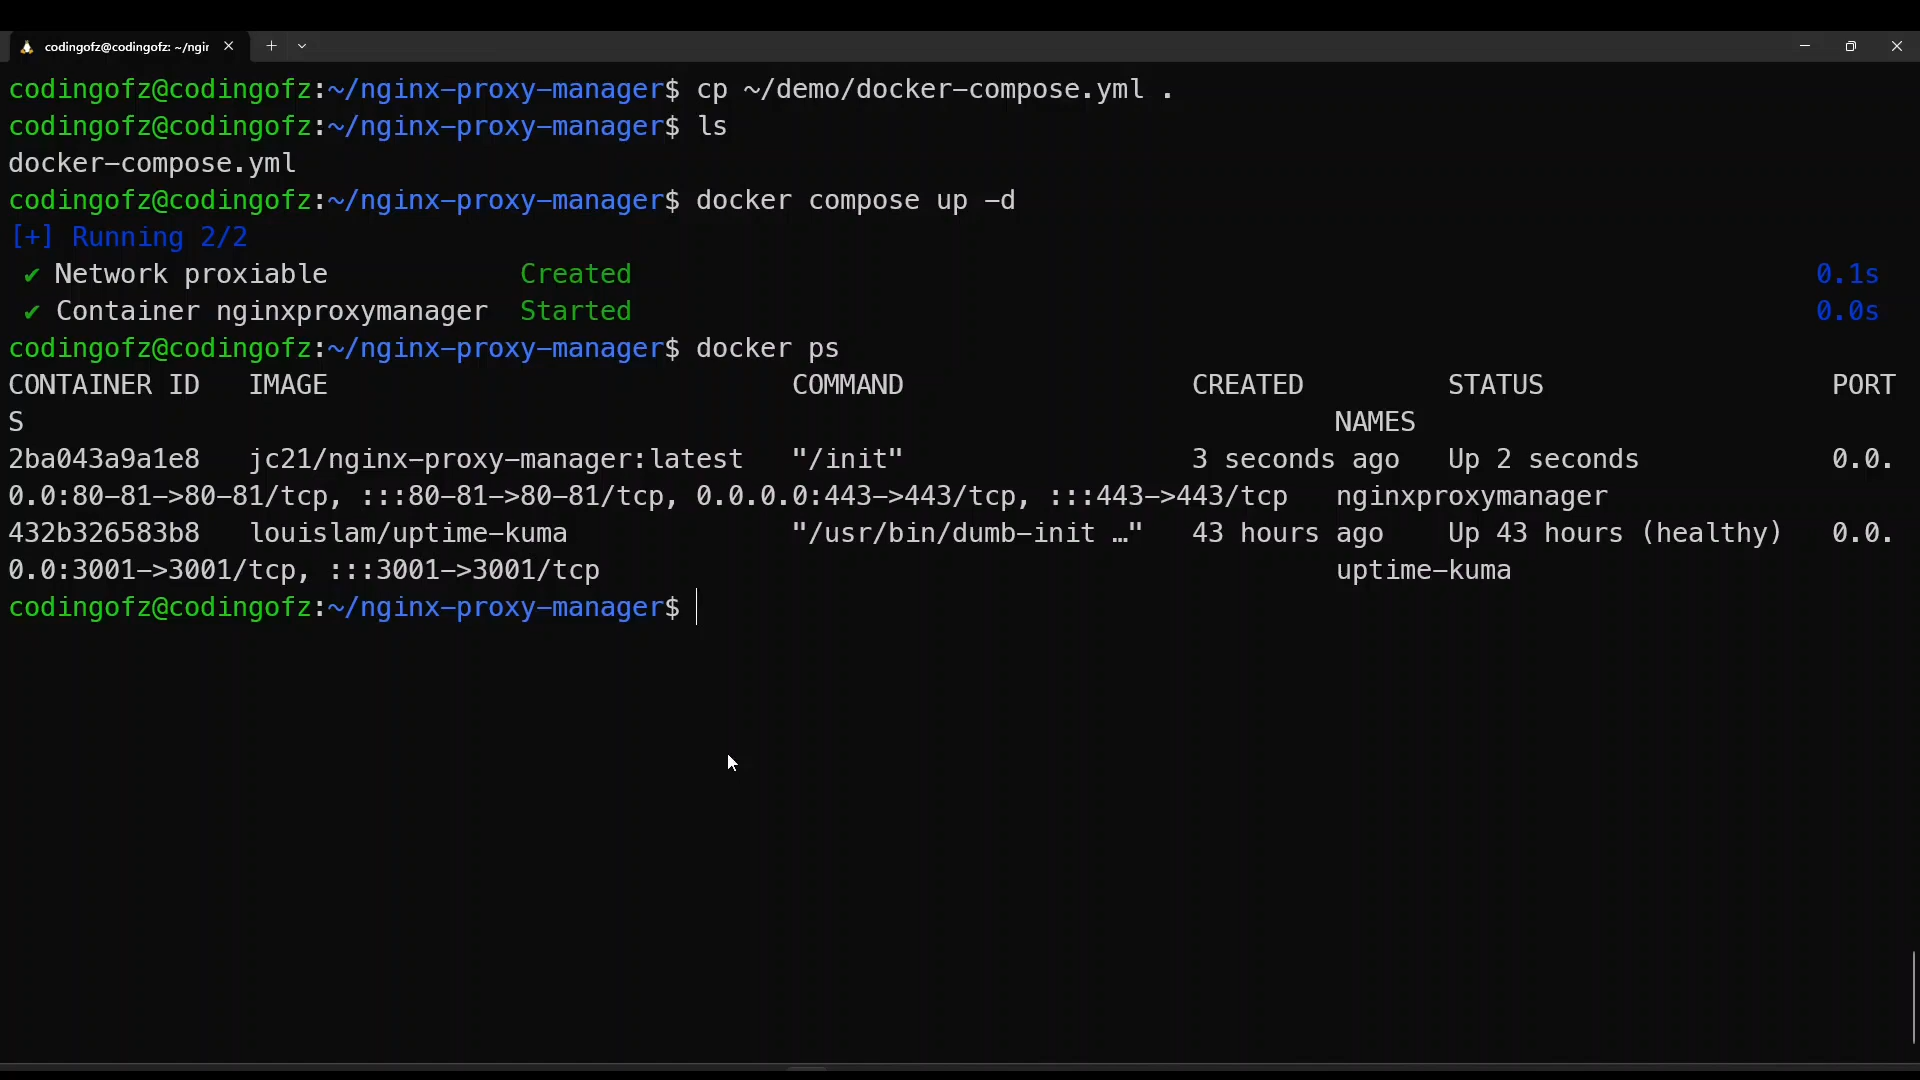 codingofz@codingofz: ~/ngir
codingofz@codingofz:~/nginx-proxy-manager$ cp ~/demo/docker-compose.yml .
codingofz@codingofz:~/nginx-proxy-manager$ ls
docker-compose.yml
codingofz@codingofz:~/nginx-proxy-manager$ docker compose up -d
[+] Running 2/2
✔ Network proxiable Created 0.1s
✔ Container nginxproxymanager Started 0.0s
codingofz@codingofz:~/nginx-proxy-manager$ docker ps
CONTAINER ID IMAGE COMMAND CREATED STATUS PORT
S NAMES
2ba043a9a1e8 jc21/nginx-proxy-manager:latest "/init" 3 seconds ago Up 2 seconds 0.0.
0.0:80-81->80-81/tcp, :::80-81->80-81/tcp, 0.0.0.0:443->443/tcp, :::443->443/tcp nginxproxymanager
432b326583b8 louislam/uptime-kuma "/usr/bin/dumb-init …" 43 hours ago Up 43 hours (healthy) 0.0.
0.0:3001->3001/tcp, :::3001->3001/tcp uptime-kuma
codingofz@codingofz:~/nginx-proxy-manager$